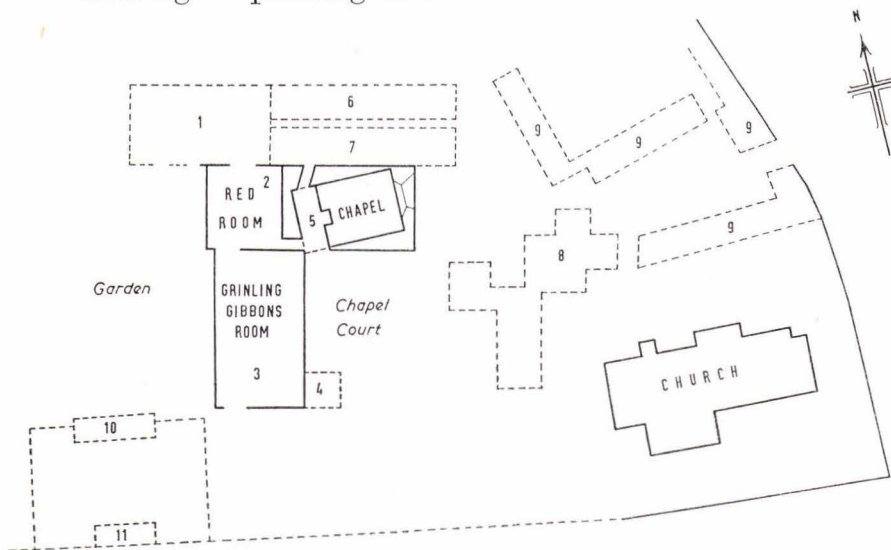 N
6
1
7
9
9
9
2
RED
ROOM
5
CHAPEL
9
8
Garden
GRINLING
GIBBONS
ROOM
Chapel
Court
3
4
CHURCH
10
11